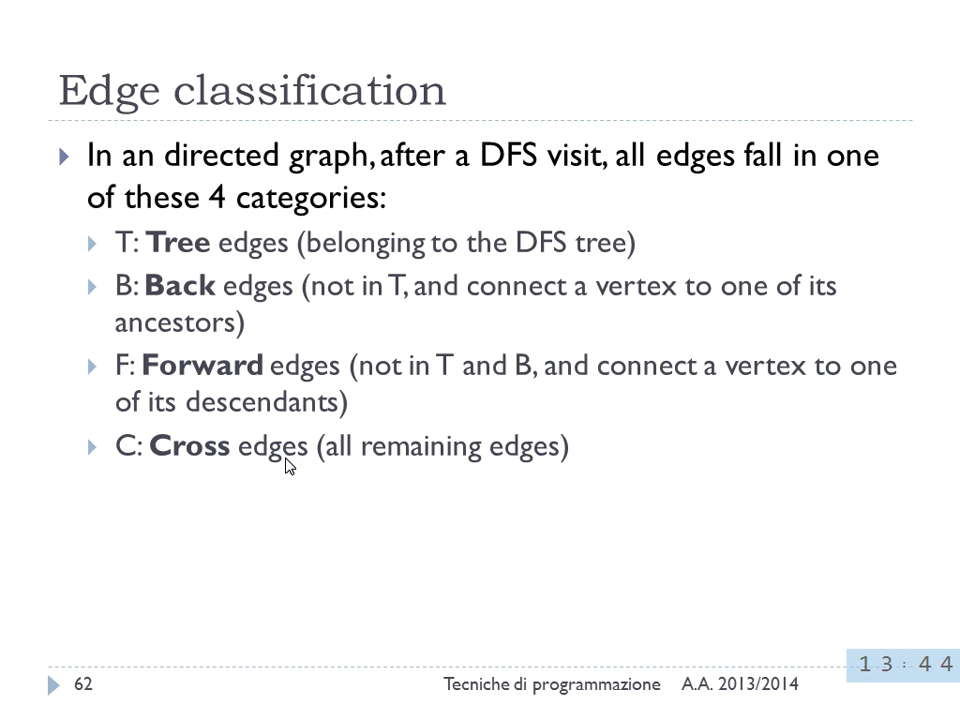 Edge classification
In an directed graph, after a DFS visit, all edges fall in one
of these 4 categories:
T: Tree edges (belonging to the DFS tree)
B: Back edges (not in T, and connect a vertex to one of its
ancestors)
F: Forward edges (not in T and B, and connect a vertex to one
of its descendants)
C: Cross edges (all remaining edges)
13:44
62 Tecniche di programmazione A.A. 2013/2014